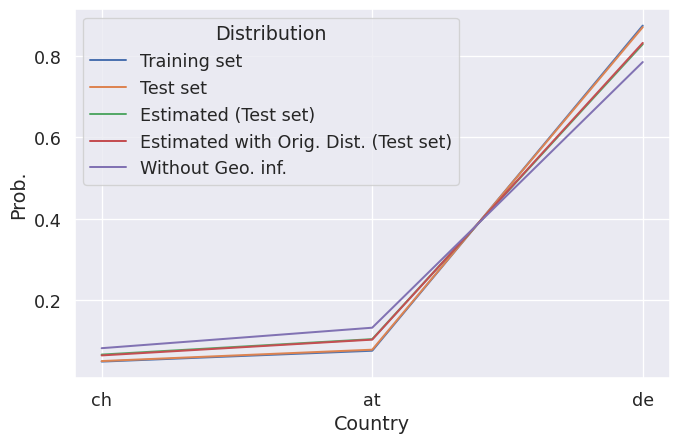 Distribution
Training set
Test set
Estimated (Test set)
Estimated with Orig. Dist. (Test set)
Without Geo. inf.
0.8
0.6
0.4
0.2
Prob.
ch at de
Country